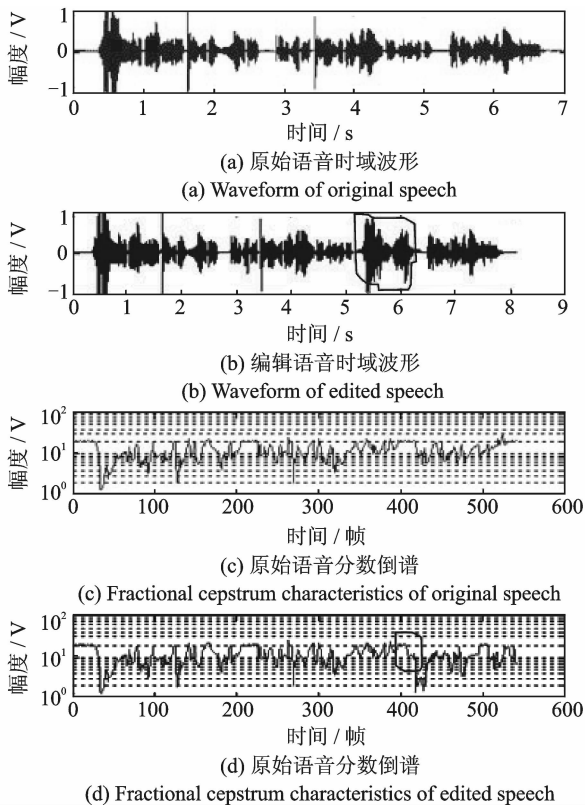 幅度 / V
1
0
−1
0 1 2 3 4 5 6 7
时间 / s
(a) 原始语音时域波形
(a) Waveform of original speech
幅度 / V
1
0
−1
0 1 2 3 4 5 6 7 8 9
时间 / s
(b) 编辑语音时域波形
(b) Waveform of edited speech
幅度 / V
10²
10¹
10⁰
0 100 200 300 400 500 600
时间 / 帧
(c) 原始语音分数倒谱
(c) Fractional cepstrum characteristics of original speech
幅度 / V
10²
10¹
10⁰
0 100 200 300 400 500 600
时间 / 帧
(d) 原始语音分数倒谱
(d) Fractional cepstrum characteristics of edited speech